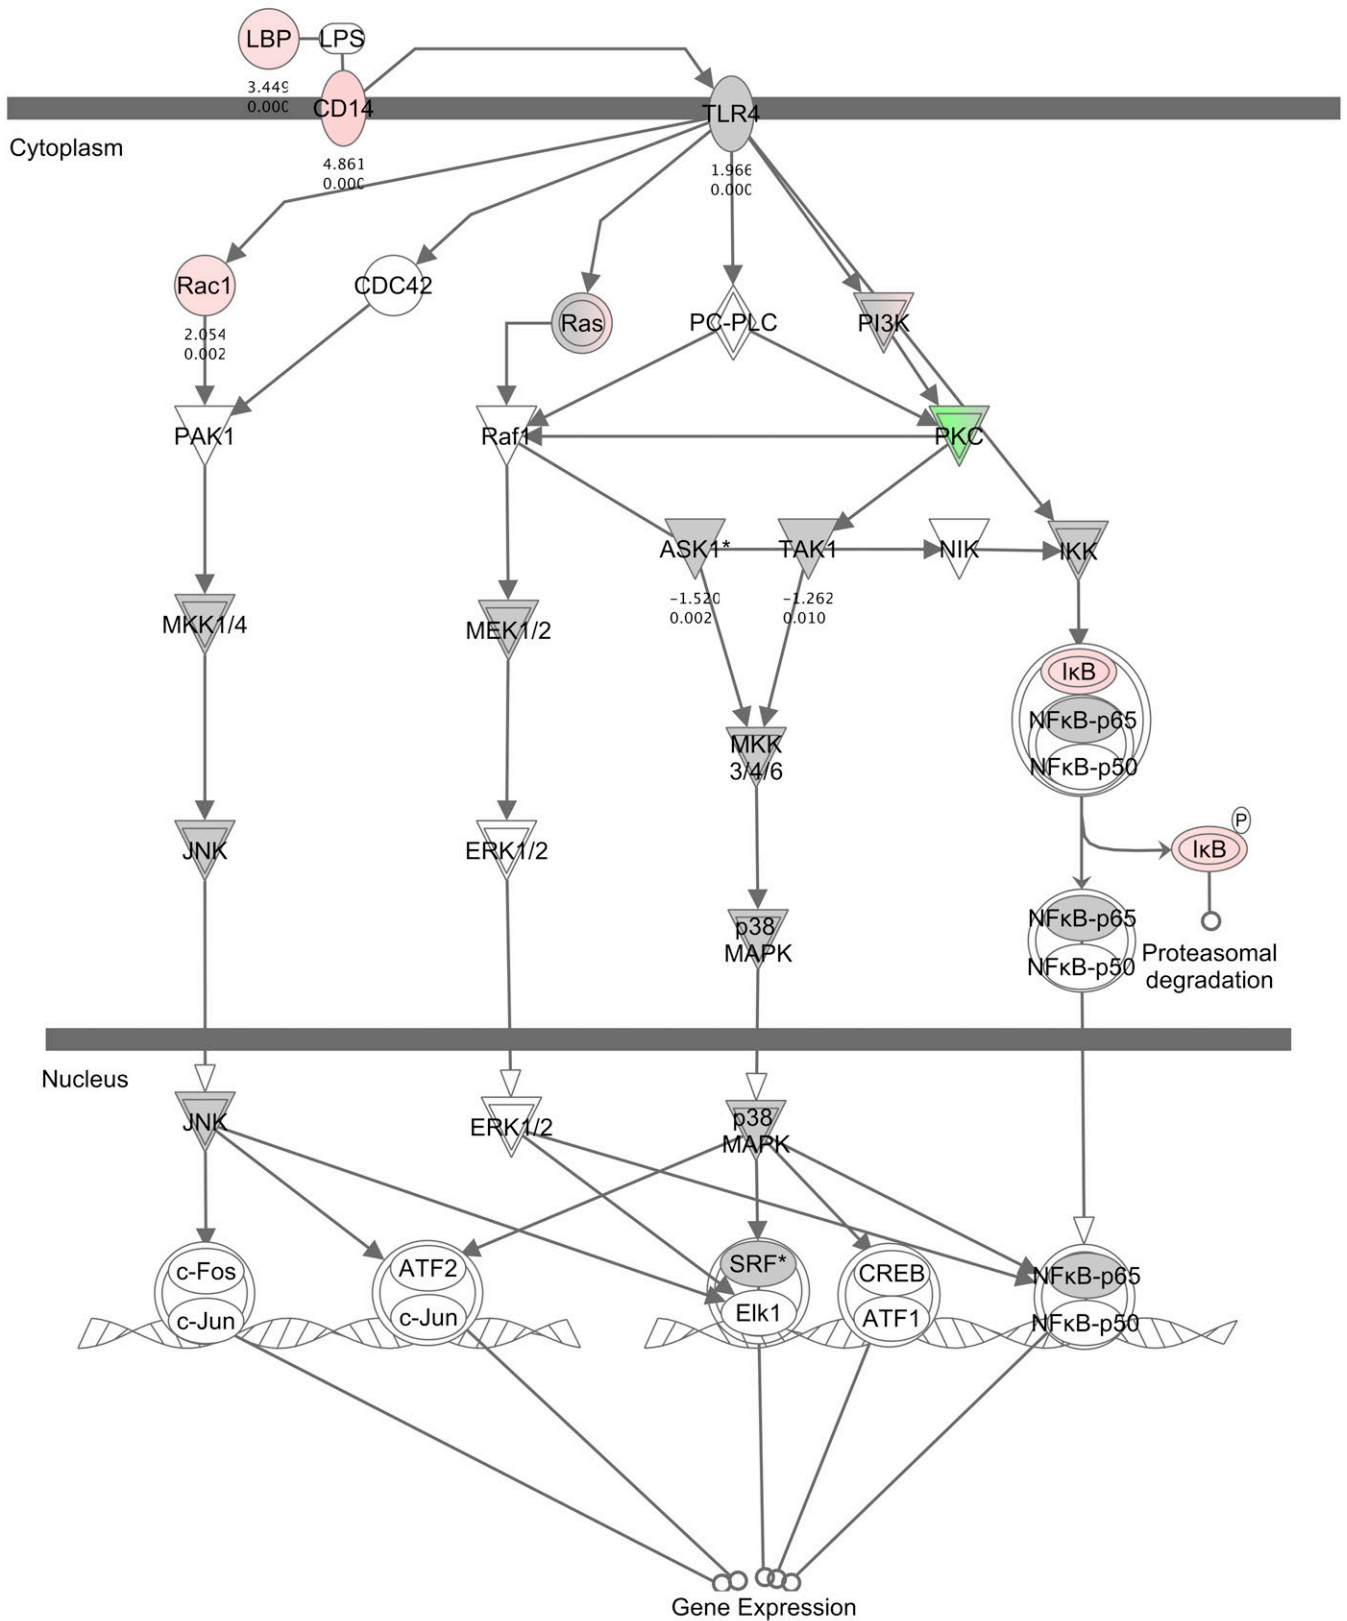 LBP
LPS
3.449
0.000
CD14
TLR4
Cytoplasm
4.861
0.000
1.966
0.000
Rac1
CDC42
Ras
PC-PLC
PI3K
2.054
0.002
PAK1
Raf1
PKC
ASK1*
TAK1
NIK
IKK
-1.520
0.002
-1.262
0.010
MKK1/4
MEK1/2
IκB
NFκB-p65
NFκB-p50
MKK
3/4/6
JNK
ERK1/2
P
IκB
p38
MAPK
NFκB-p65
NFκB-p50
Proteasomal
degradation
Nucleus
JNK
ERK1/2
p38
MAPK
c-Fos
c-Jun
ATF2
c-Jun
SRF*
Elk1
CREB
ATF1
NFκB-p65
NFκB-p50
Gene Expression